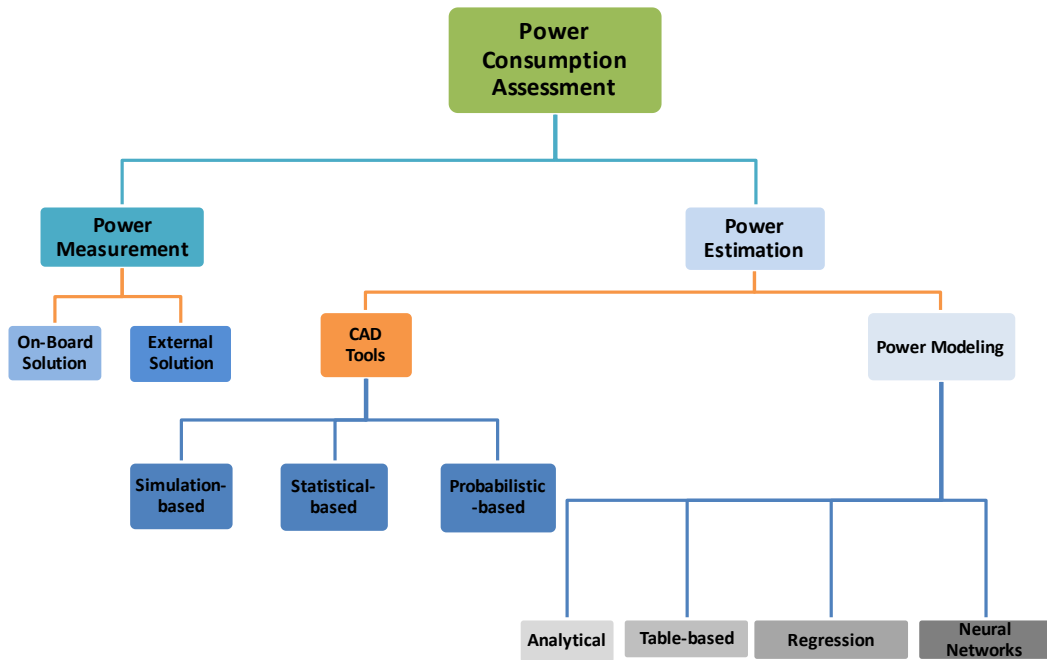 Power
Consumption
Assessment
Power
Measurement
Power
Estimation
On-Board
Solution
External
Solution
CAD
Tools
Power Modeling
Simulation-
based
Statistical-
based
Probabilistic
-based
Analytical
Table-based
Regression
Neural
Networks